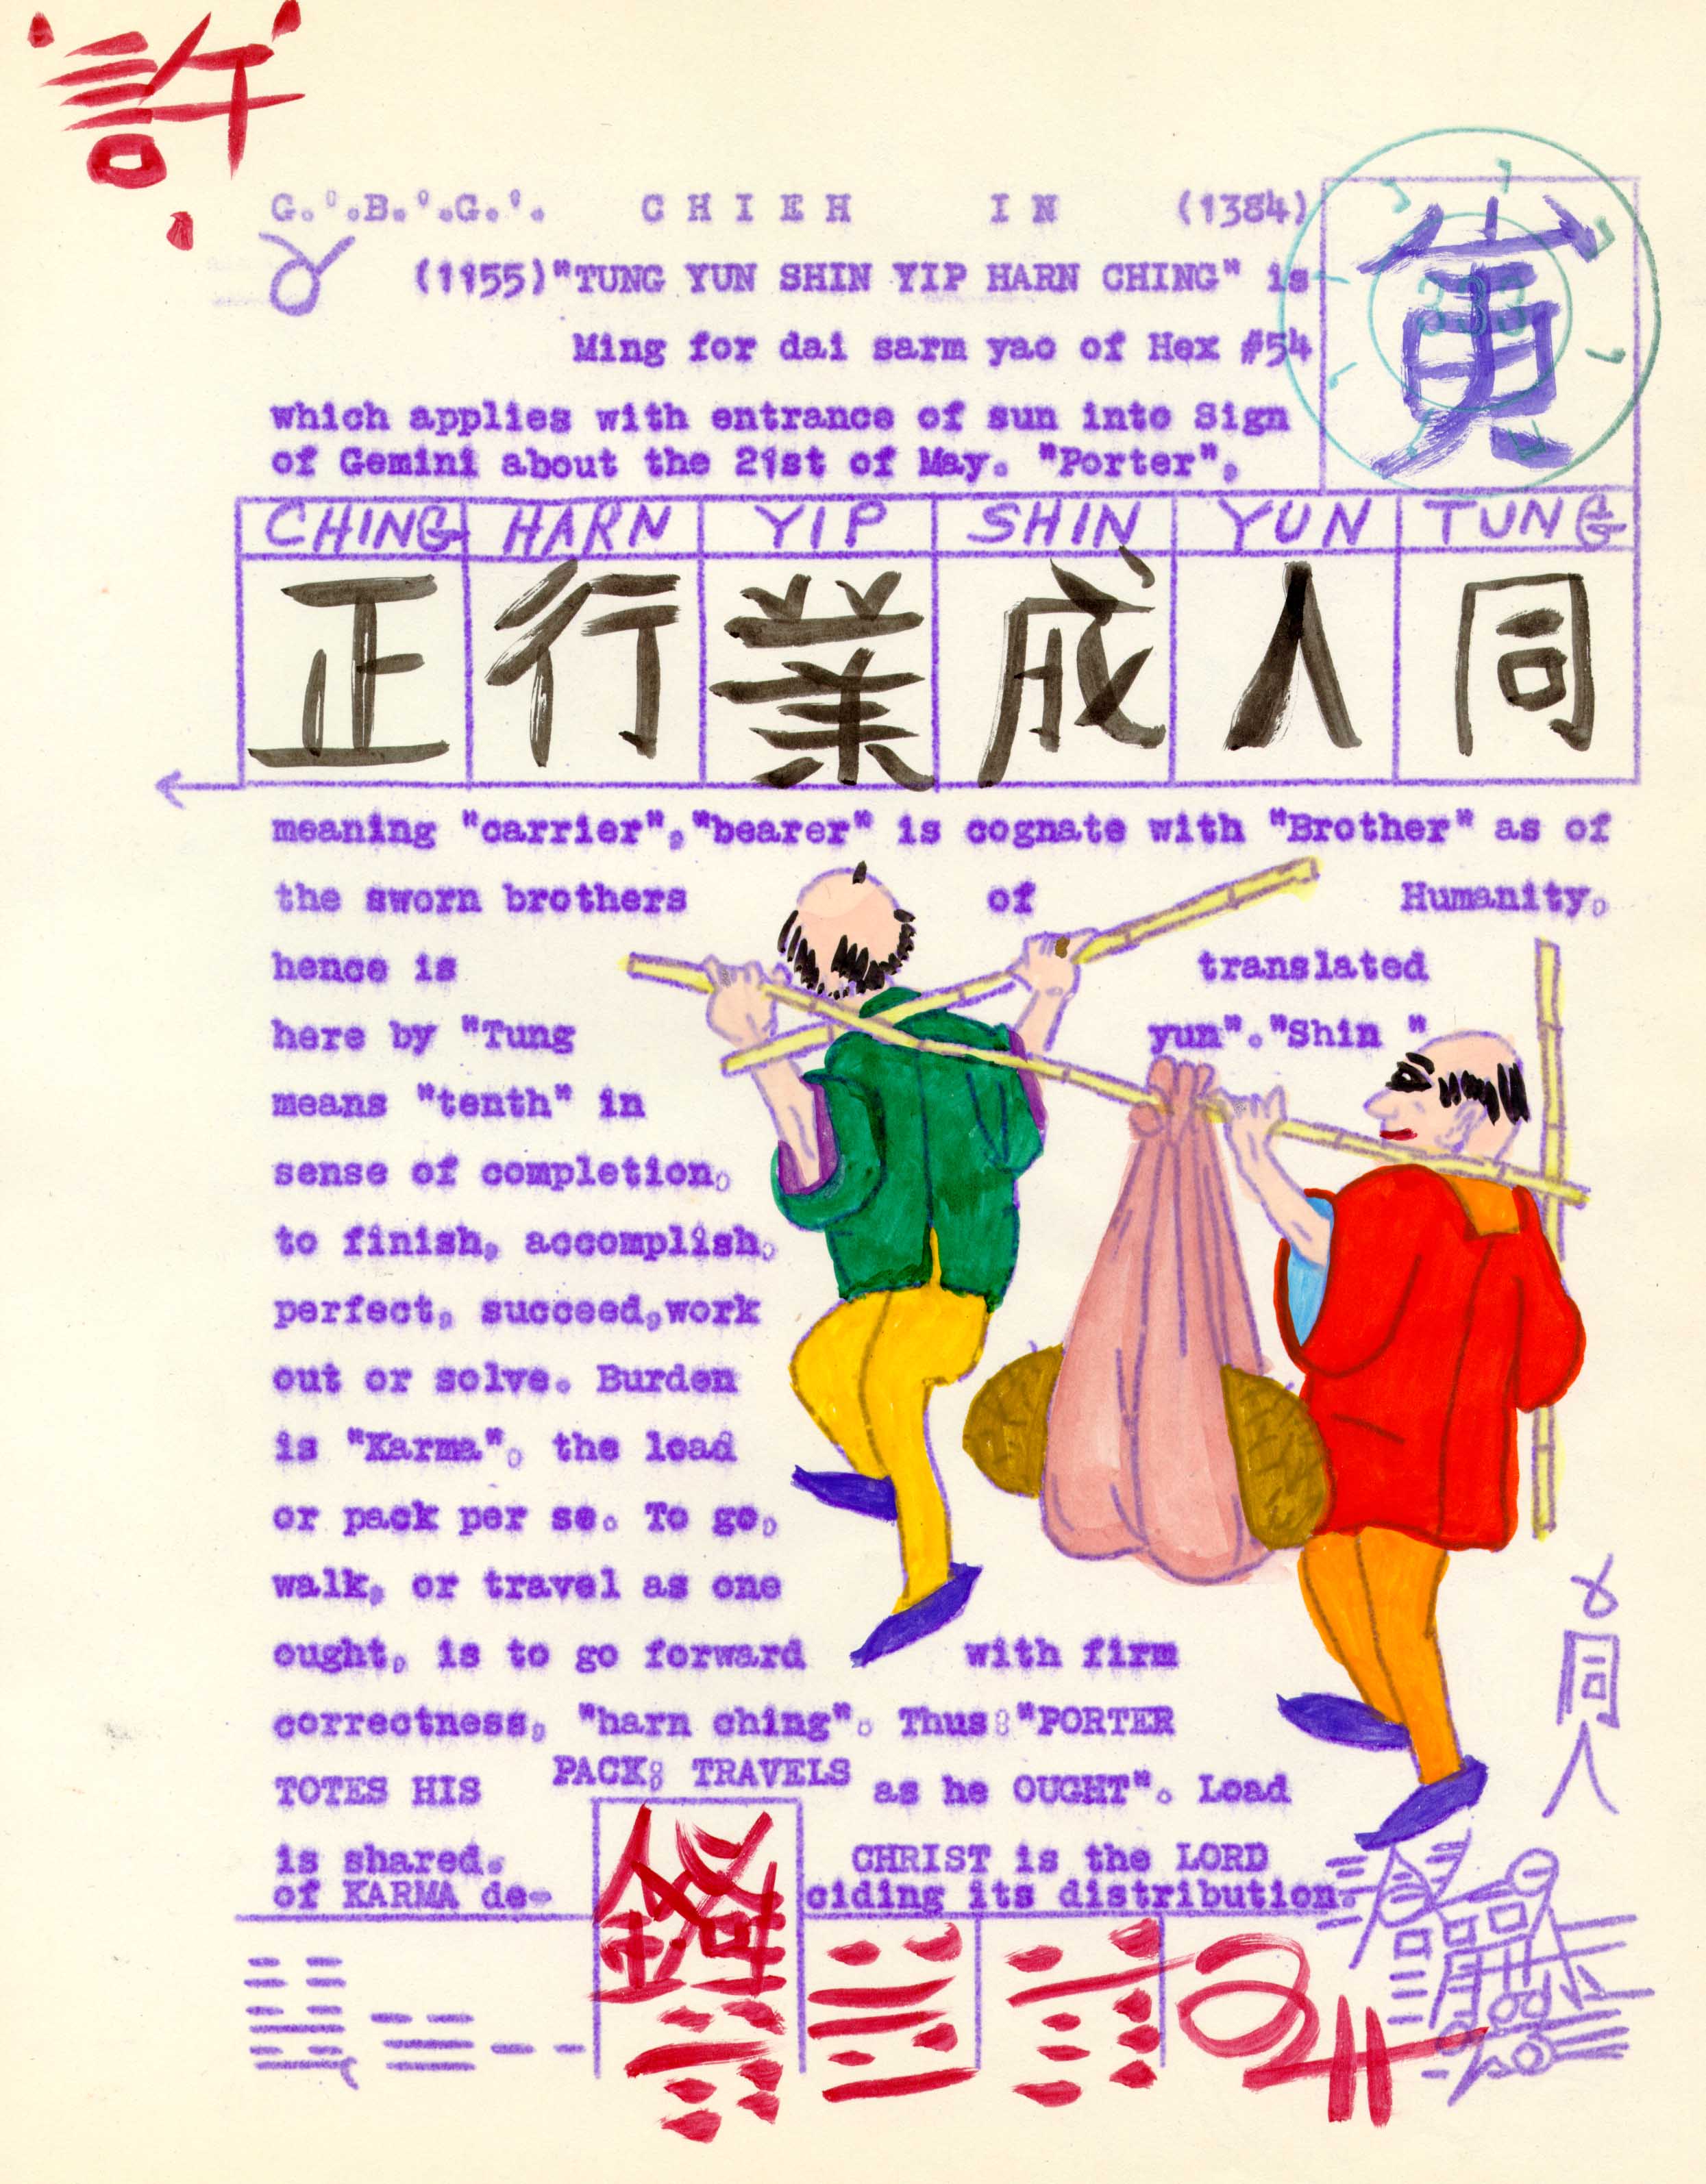 許
G.°.B.°.G.°. CHIEH IN (1384)
寅
(1155)"TUNG YUN SHIN YIP HARN CHING" is
Ming for dai sarm yao of Hex #54
which applies with entrance of sun into Sign
of Gemini about the 21st of May. "Porter",
CHING HARN YIP SHIN YUN TUNG
正 行 業 成 人 同
meaning "carrier","bearer" is cognate with "Brother" as of
the sworn brothers of Humanity,
hence is translated
here by "Tung yun"."Shin "
means "tenth" in
sense of completion,
to finish, accomplish,
perfect, succeed,work
out or solve. Burden
is "Karma", the load
or pack per se. To go,
walk, or travel as one
ought, is to go forward with firm
correctness, "harn ching". Thus:"PORTER
TOTES HIS PACK; TRAVELS as he OUGHT". Load
is shared. CHRIST is the LORD
of KARMA de- ciding its distribution.
同人